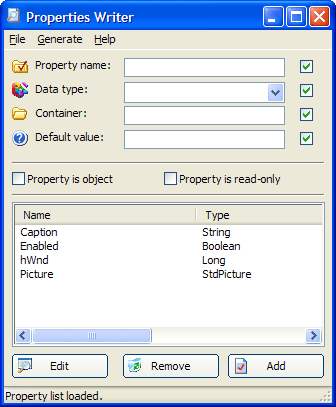 Properties Writer
File Generate Help
Property name:
Data type:
Container:
Default value:
Property is object Property is read-only
Name Type
Caption String
Enabled Boolean
hWnd Long
Picture StdPicture
Edit Remove Add
Property list loaded.